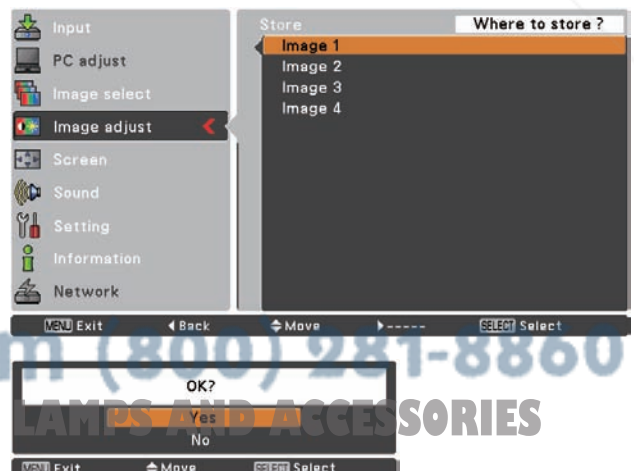 Input
PC adjust
Image select
Image adjust
Screen
Sound
Setting
Information
Network
Store
Where to store ?
Image 1
Image 2
Image 3
Image 4
MENU Exit ◀Back Move ▶----- SELECT Select
m (800) 281-8860
OK?
Yes
No
LAMPS AND ACCESSORIES
MENU Exit Move SELECT Select